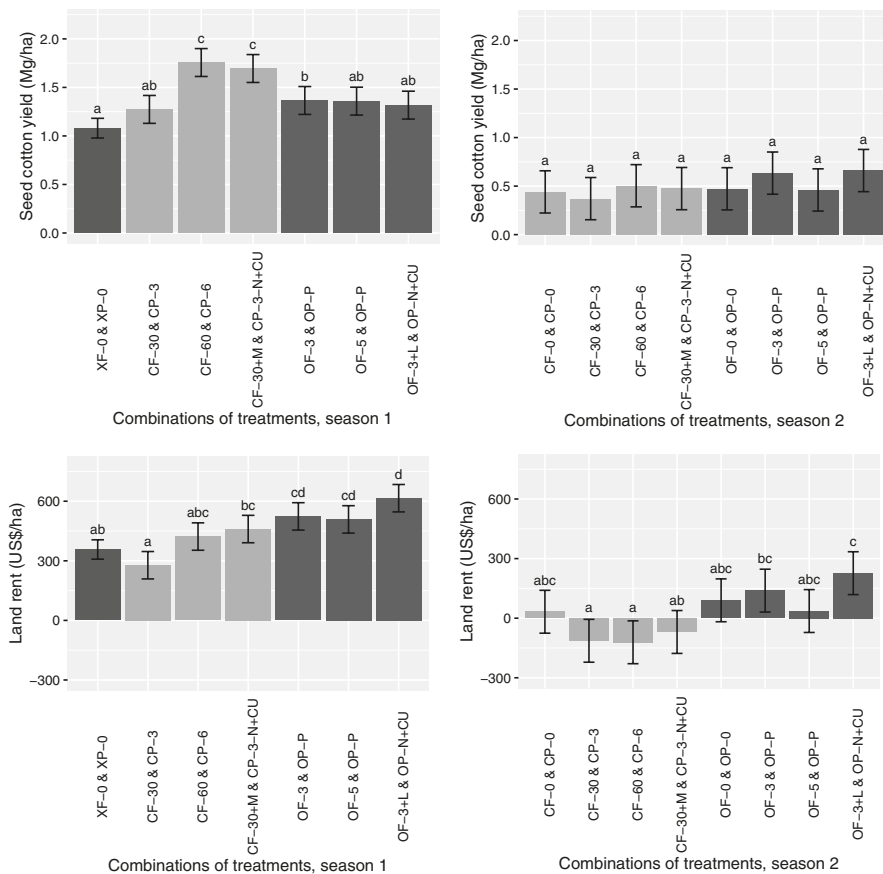 Seed cotton yield (Mg/ha)
2.0
1.5
1.0
0.5
0.0
a
ab
c
c
b
ab
ab
XF−0 & XP−0
CF−30 & CP−3
CF−60 & CP−6
CF−30+M & CP−3−N+CU
OF−3 & OP−P
OF−5 & OP−P
OF−3+L & OP−N+CU
Combinations of treatments, season 1
Seed cotton yield (Mg/ha)
2.0
1.5
1.0
0.5
0.0
a
a
a
a
a
a
a
a
CF−0 & CP−0
CF−30 & CP−3
CF−60 & CP−6
CF−30+M & CP−3−N+CU
OF−0 & OP−0
OF−3 & OP−P
OF−5 & OP−P
OF−3+L & OP−N+CU
Combinations of treatments, season 2
Land rent (US$/ha)
600
300
0
−300
ab
a
abc
bc
cd
cd
d
XF−0 & XP−0
CF−30 & CP−3
CF−60 & CP−6
CF−30+M & CP−3−N+CU
OF−3 & OP−P
OF−5 & OP−P
OF−3+L & OP−N+CU
Combinations of treatments, season 1
Land rent (US$/ha)
600
300
0
−300
abc
a
a
ab
abc
bc
abc
c
CF−0 & CP−0
CF−30 & CP−3
CF−60 & CP−6
CF−30+M & CP−3−N+CU
OF−0 & OP−0
OF−3 & OP−P
OF−5 & OP−P
OF−3+L & OP−N+CU
Combinations of treatments, season 2